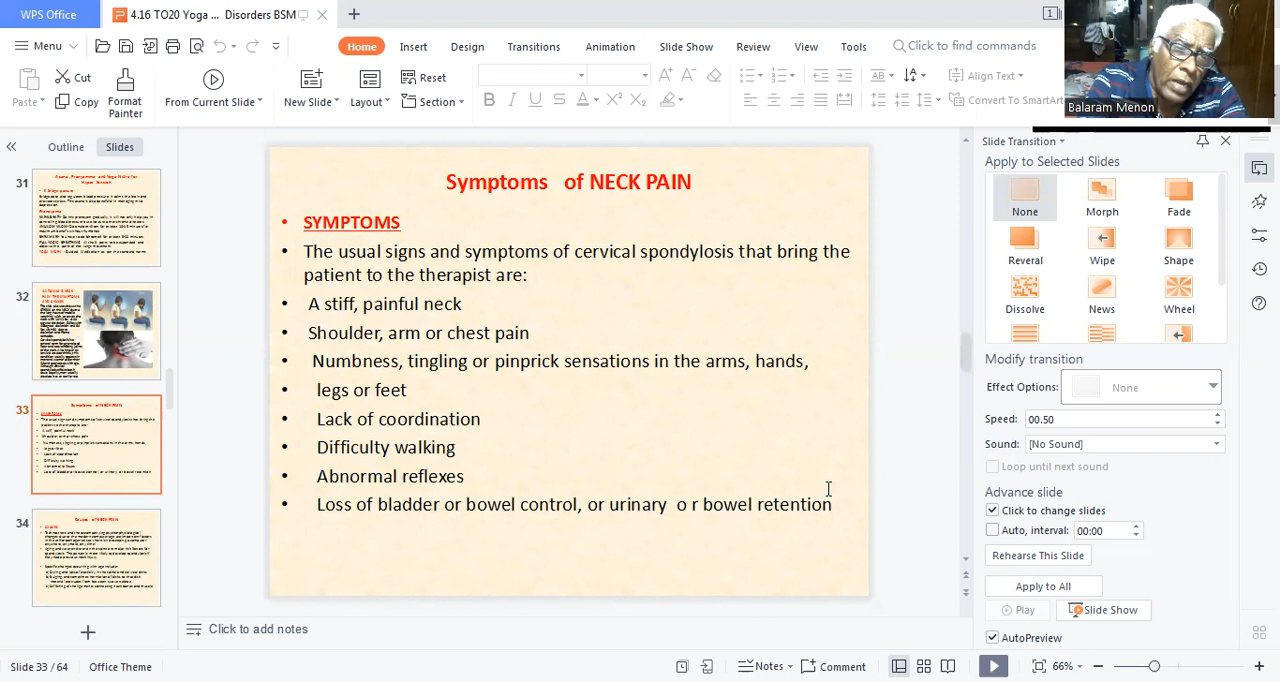 WPS Office
4.16 TO20 Yoga ... Disorders BSM
1
Menu
Home Insert Design Transitions Animation Slide Show Review View Tools Click to find commands
Paste Cut Copy Format Painter From Current Slide New Slide Layout Reset Section
B I U S A X² X₂ AB Align Text Convert To SmartArt
Balaram Menon
Outline Slides
31
32
33
34
Symptoms of NECK PAIN
• SYMPTOMS
• The usual signs and symptoms of cervical spondylosis that bring the
patient to the therapist are:
• A stiff, painful neck
• Shoulder, arm or chest pain
• Numbness, tingling or pinprick sensations in the arms, hands,
• legs or feet
• Lack of coordination
• Difficulty walking
• Abnormal reflexes
• Loss of bladder or bowel control, or urinary o r bowel retention
Click to add notes
Slide Transition
Apply to Selected Slides
None Morph Fade
Reveral Wipe Shape
Dissolve News Wheel
Modify transition
Effect Options: None
Speed: 00.50
Sound: [No Sound]
Loop until next sound
Advance slide
Click to change slides
Auto, interval: 00:00
Rehearse This Slide
Apply to All
Play Slide Show
AutoPreview
Slide 33 / 64 Office Theme Notes Comment 66%